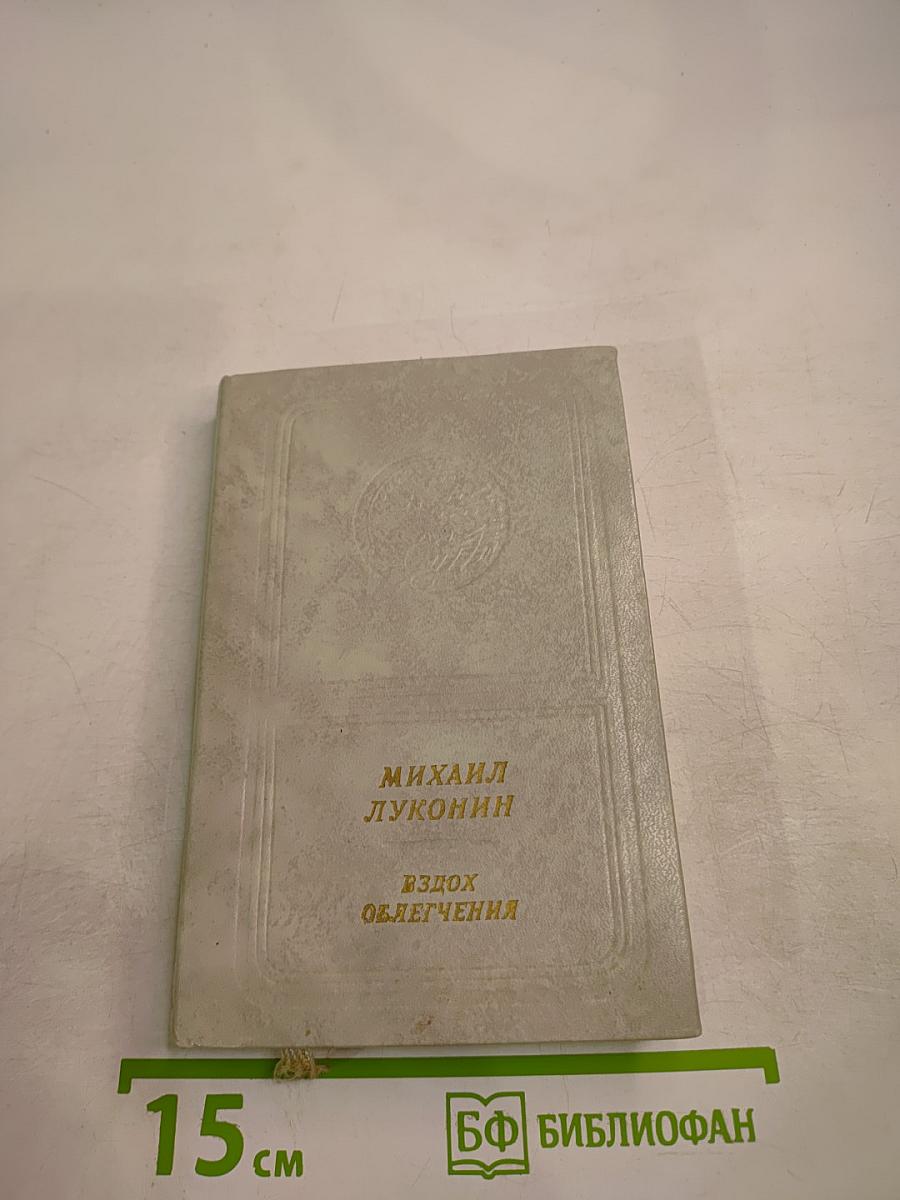 МИХАИЛ
ЛУКОНИН
ВЗДОХ
ОБЛЕГЧЕНИЯ
15 см
БФ БИБЛИОФАН